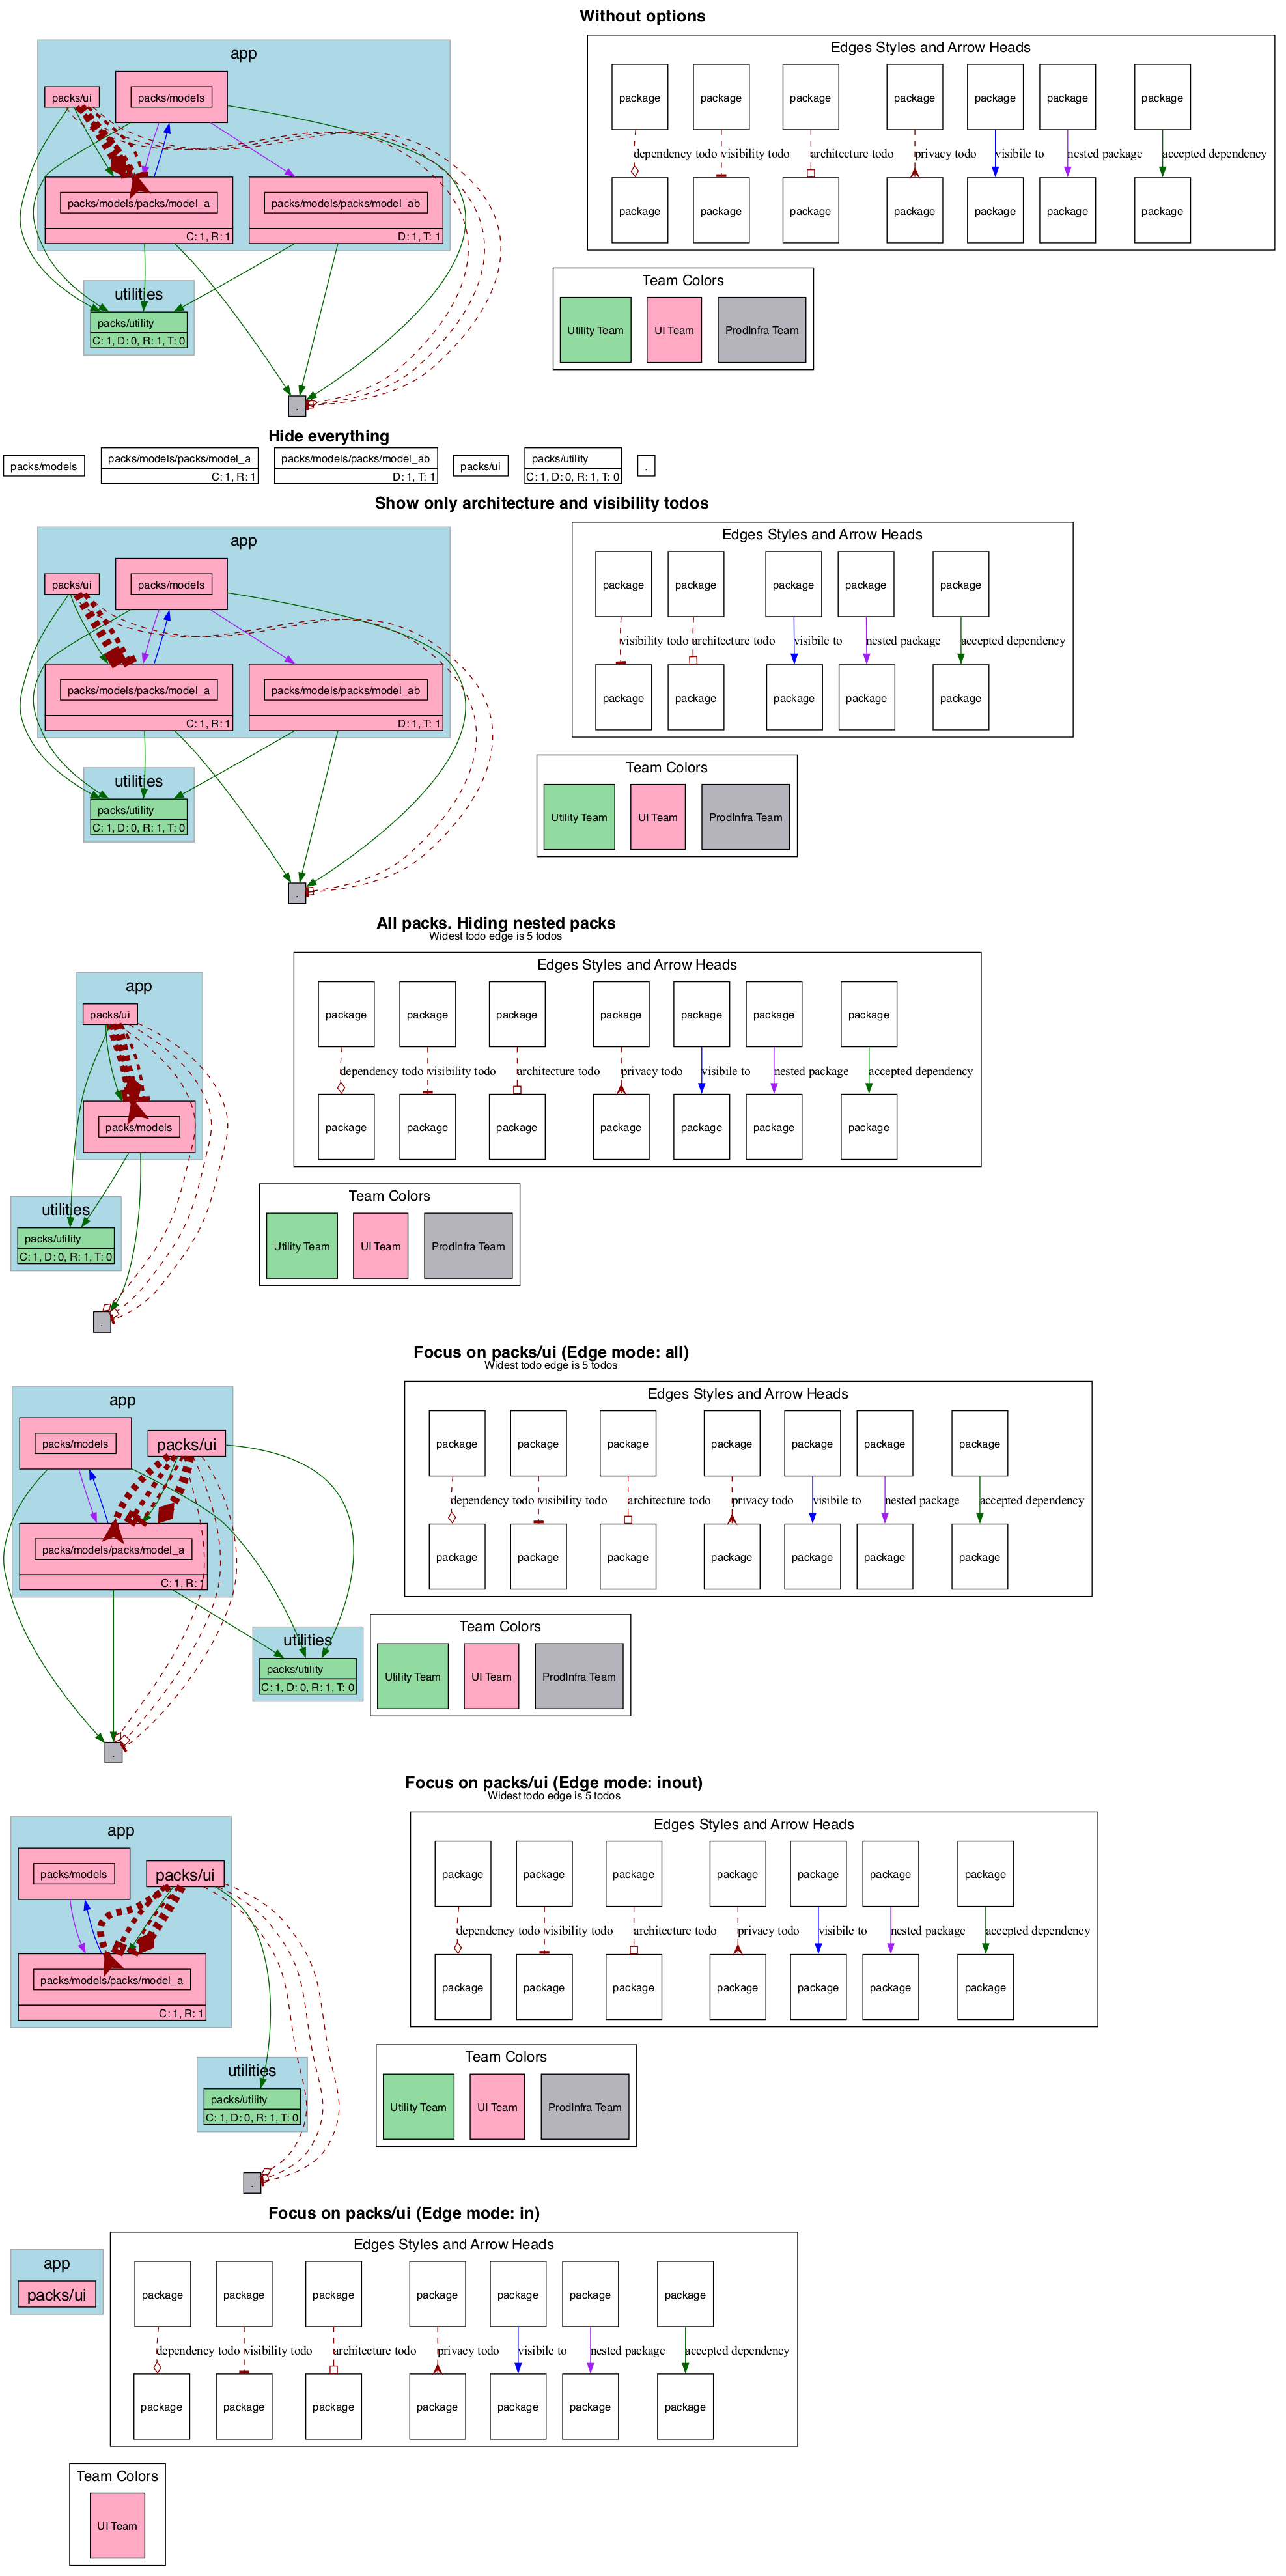 Without options
app
packs/ui
packs/models
packs/models/packs/model_a
C: 1, R: 1
packs/models/packs/model_ab
D: 1, T: 1
utilities
packs/utility
C: 1, D: 0, R: 1, T: 0
.
Edges Styles and Arrow Heads
package package package package package package package
dependency todo visibility todo architecture todo privacy todo visibile to nested package accepted dependency
package package package package package package package
Team Colors
Utility Team UI Team ProdInfra Team
Hide everything
packs/models
packs/models/packs/model_a
C: 1, R: 1
packs/models/packs/model_ab
D: 1, T: 1
packs/ui
packs/utility
C: 1, D: 0, R: 1, T: 0
.
Show only architecture and visibility todos
app
packs/ui
packs/models
packs/models/packs/model_a
C: 1, R: 1
packs/models/packs/model_ab
D: 1, T: 1
utilities
packs/utility
C: 1, D: 0, R: 1, T: 0
.
Edges Styles and Arrow Heads
package package package package package
visibility todo architecture todo visibile to nested package accepted dependency
package package package package package
Team Colors
Utility Team UI Team ProdInfra Team
All packs. Hiding nested packs
Widest todo edge is 5 todos
app
packs/ui
packs/models
utilities
packs/utility
C: 1, D: 0, R: 1, T: 0
.
Edges Styles and Arrow Heads
package package package package package package package
dependency todo visibility todo architecture todo privacy todo visibile to nested package accepted dependency
package package package package package package package
Team Colors
Utility Team UI Team ProdInfra Team
Focus on packs/ui (Edge mode: all)
Widest todo edge is 5 todos
app
packs/models
packs/ui
packs/models/packs/model_a
C: 1, R: 1
utilities
packs/utility
C: 1, D: 0, R: 1, T: 0
.
Edges Styles and Arrow Heads
package package package package package package package
dependency todo visibility todo architecture todo privacy todo visibile to nested package accepted dependency
package package package package package package package
Team Colors
Utility Team UI Team ProdInfra Team
Focus on packs/ui (Edge mode: inout)
Widest todo edge is 5 todos
app
packs/models
packs/ui
packs/models/packs/model_a
C: 1, R: 1
utilities
packs/utility
C: 1, D: 0, R: 1, T: 0
.
Edges Styles and Arrow Heads
package package package package package package package
dependency todo visibility todo architecture todo privacy todo visibile to nested package accepted dependency
package package package package package package package
Team Colors
Utility Team UI Team ProdInfra Team
Focus on packs/ui (Edge mode: in)
app
packs/ui
Edges Styles and Arrow Heads
package package package package package package package
dependency todo visibility todo architecture todo privacy todo visibile to nested package accepted dependency
package package package package package package package
Team Colors
UI Team